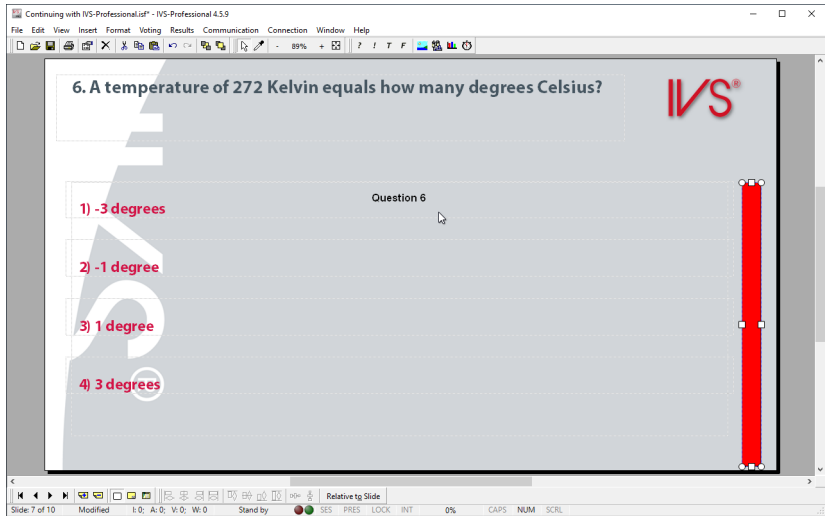 Continuing with IVS-Professional.isf* - IVS-Professional 4.5.9
File Edit View Insert Format Voting Results Communication Connection Window Help
- 89% + ? ! T F
6. A temperature of 272 Kelvin equals how many degrees Celsius?
IVS®
IVS®
Question 6
1) -3 degrees
2) -1 degree
3) 1 degree
4) 3 degrees
Relative to Slide
Slide: 7 of 10 Modified I: 0; A: 0; V: 0; W: 0 Stand by SES PRES LOCK INT 0% CAPS NUM SCRL